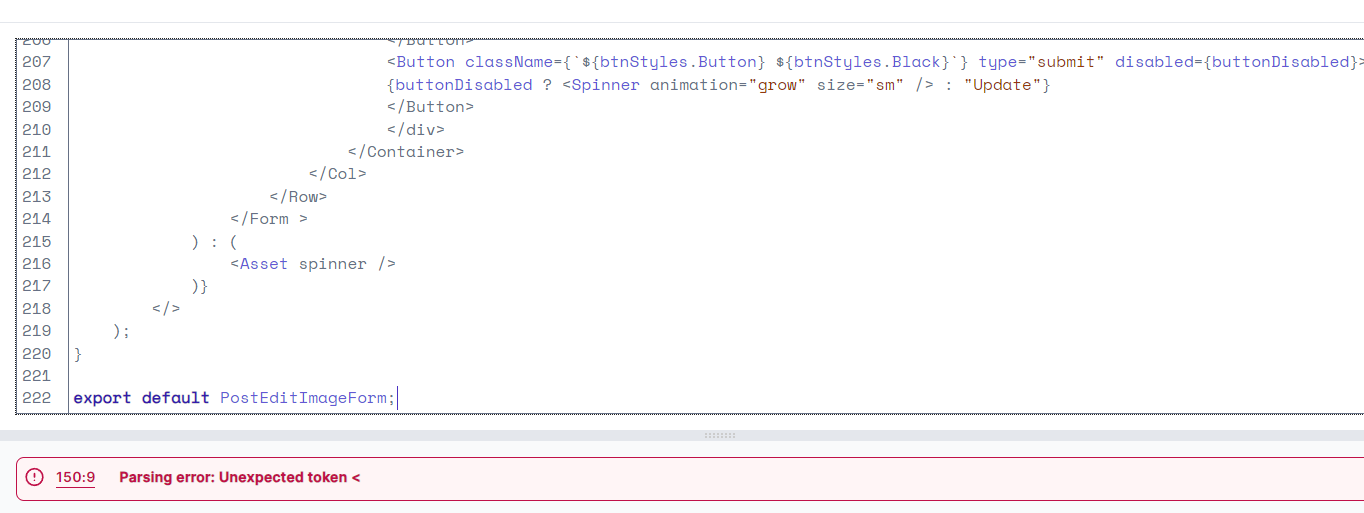 206 </Button>
207 <Button className={`${btnStyles.Button} ${btnStyles.Black}`} type="submit" disabled={buttonDisabled}>
208 {buttonDisabled ? <Spinner animation="grow" size="sm" /> : "Update"}
209 </Button>
210 </div>
211 </Container>
212 </Col>
213 </Row>
214 </Form >
215 ) : (
216 <Asset spinner />
217 )}
218 </>
219 );
220 }
221
222 export default PostEditImageForm;
150:9 Parsing error: Unexpected token <